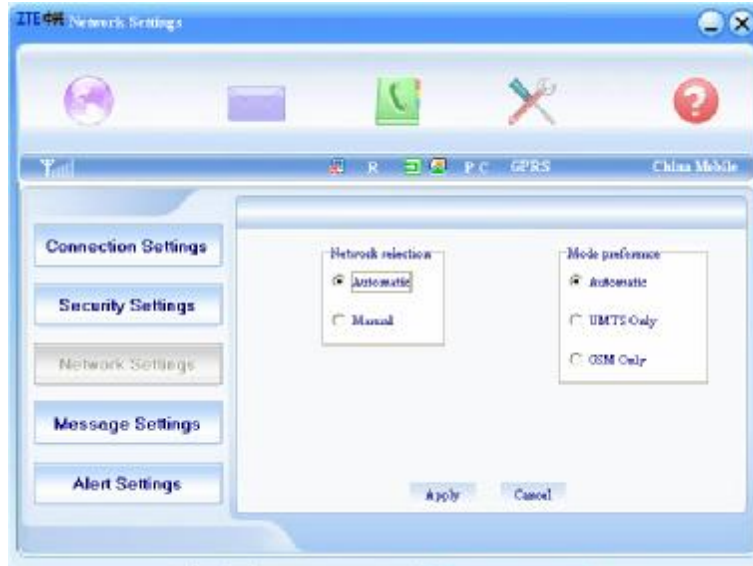 ZTE中兴 Network Settings
R PC GPRS China Mobile
Connection Settings
Security Settings
Network Settings
Message Settings
Alert Settings
Network selection
Automatic
Manual
Mode preference
Automatic
UMTS Only
GSM Only
Apply Cancel